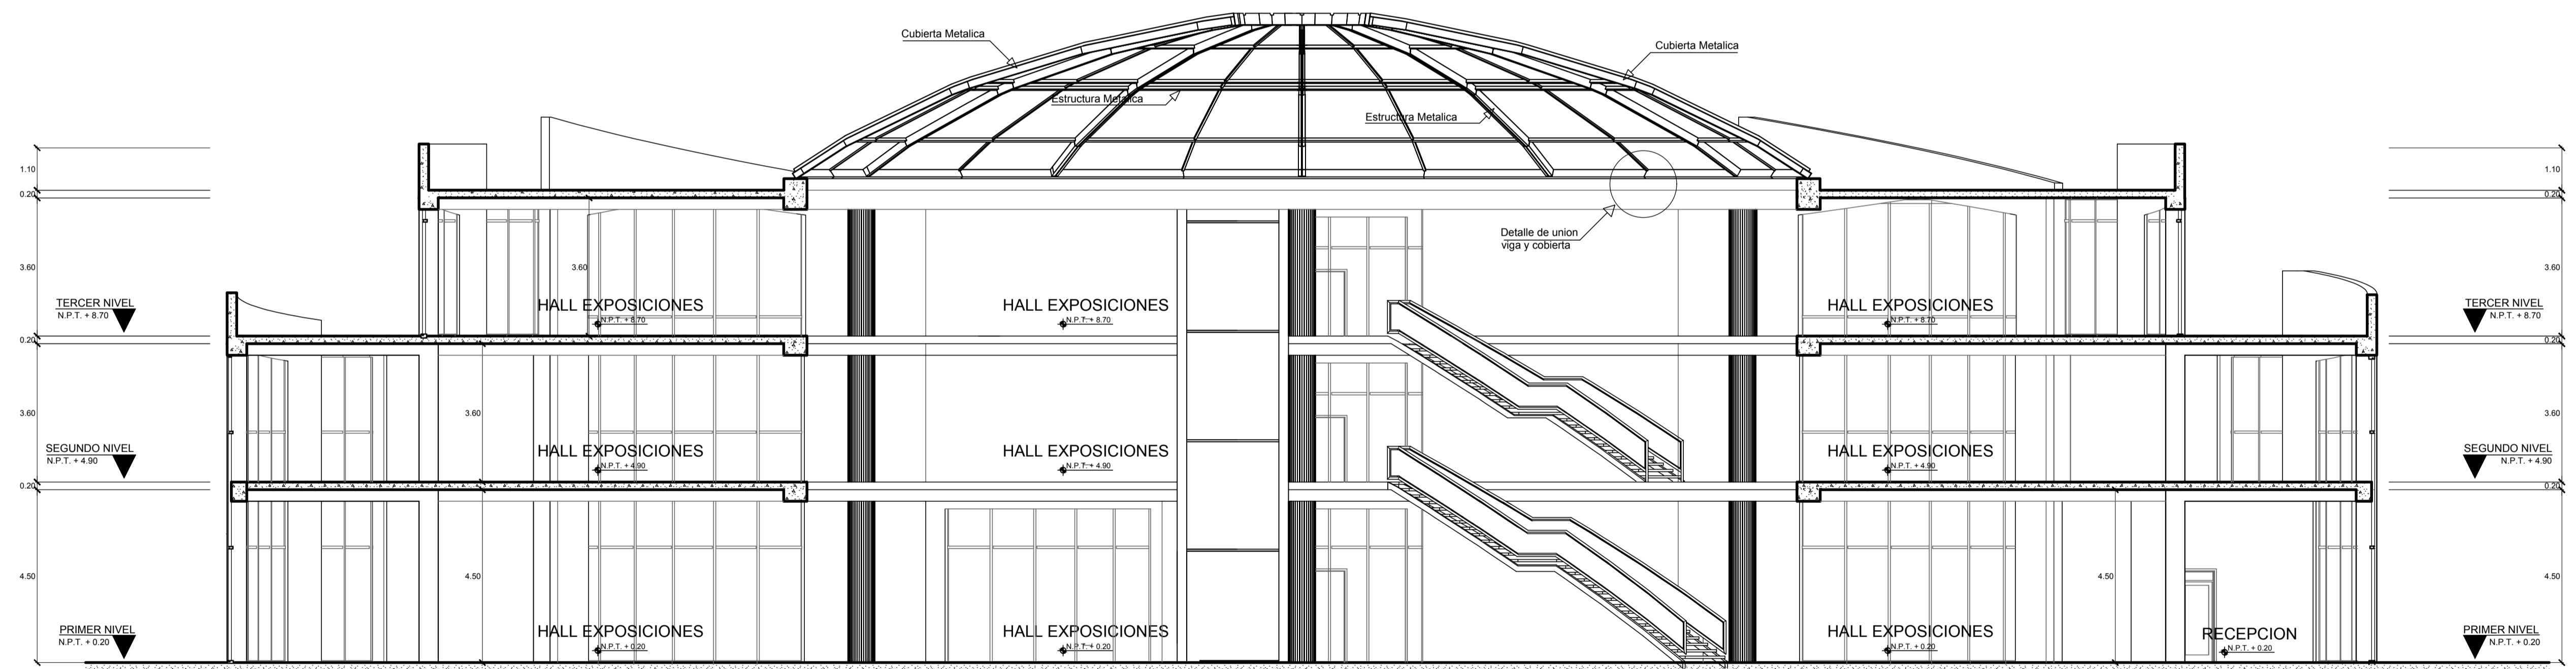 Cubierta Metalica
Cubierta Metalica
Estructura Metalica
Estructura Metalica
Detalle de union
viga y cobierta
1.10
0.20
3.60
0.20
3.60
0.20
4.50
TERCER NIVEL
N.P.T. + 8.70
SEGUNDO NIVEL
N.P.T. + 4.90
PRIMER NIVEL
N.P.T. + 0.20
3.60
HALL EXPOSICIONES
N.P.T. + 8.70
HALL EXPOSICIONES
N.P.T. + 8.70
HALL EXPOSICIONES
N.P.T. + 8.70
3.60
HALL EXPOSICIONES
N.P.T. + 4.90
HALL EXPOSICIONES
N.P.T. + 4.90
HALL EXPOSICIONES
N.P.T. + 4.90
4.50
HALL EXPOSICIONES
N.P.T. + 0.20
HALL EXPOSICIONES
N.P.T. + 0.20
HALL EXPOSICIONES
N.P.T. + 0.20
4.50
RECEPCION
N.P.T. + 0.20
TERCER NIVEL
N.P.T. + 8.70
SEGUNDO NIVEL
N.P.T. + 4.90
PRIMER NIVEL
N.P.T. + 0.20
1.10
0.20
3.60
0.20
3.60
0.20
4.50